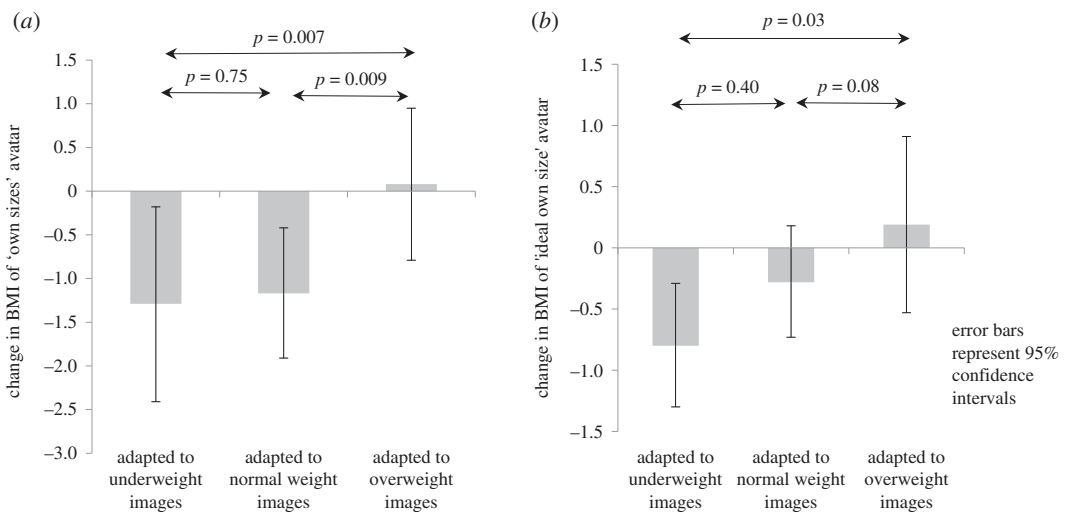 (a)
p = 0.007
p = 0.75
p = 0.009
change in BMI of ‘own sizes’ avatar
1.5
1.0
0.5
0
–0.5
–1.0
–1.5
–2.0
–2.5
–3.0
adapted to
underweight
images
adapted to
normal weight
images
adapted to
overweight
images
(b)
p = 0.03
p = 0.40
p = 0.08
change in BMI of 'ideal own size' avatar
1.5
1.0
0.5
0
–0.5
–1.0
–1.5
adapted to
underweight
images
adapted to
normal weight
images
adapted to
overweight
images
error bars
represent 95%
confidence
intervals